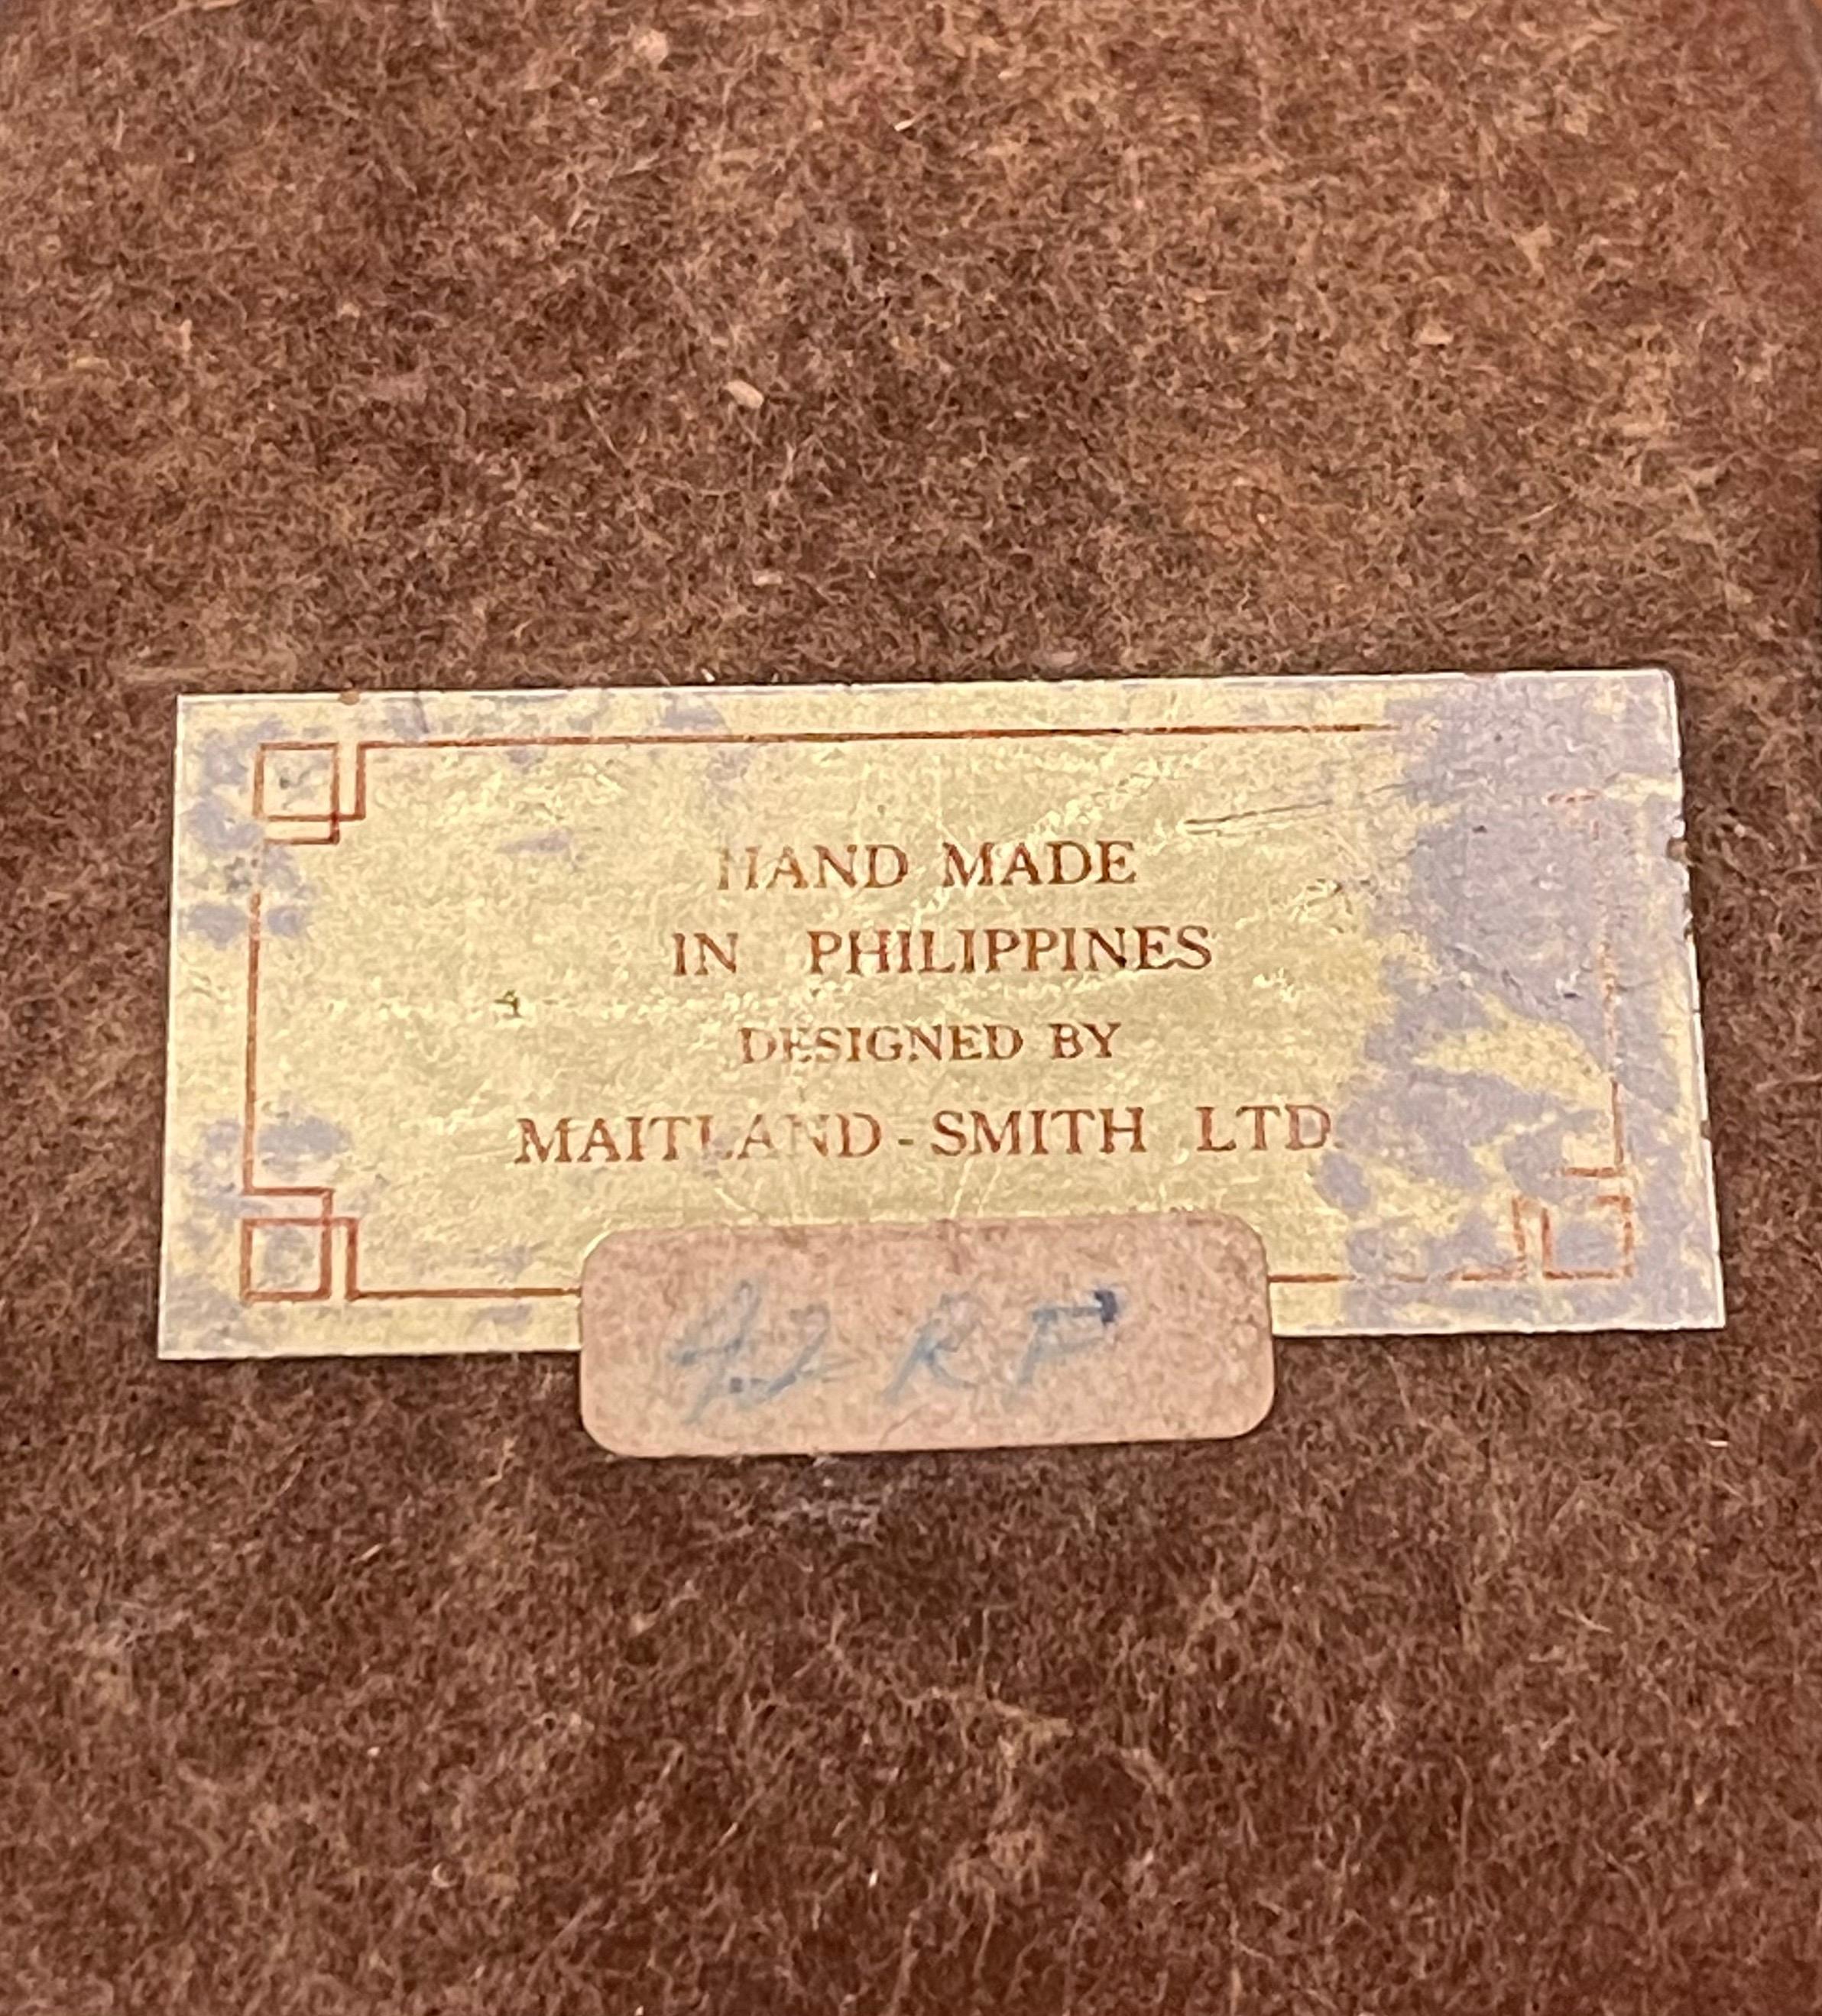 HAND MADE
IN PHILIPPINES
DESIGNED BY
MAITLAND-SMITH LTD.